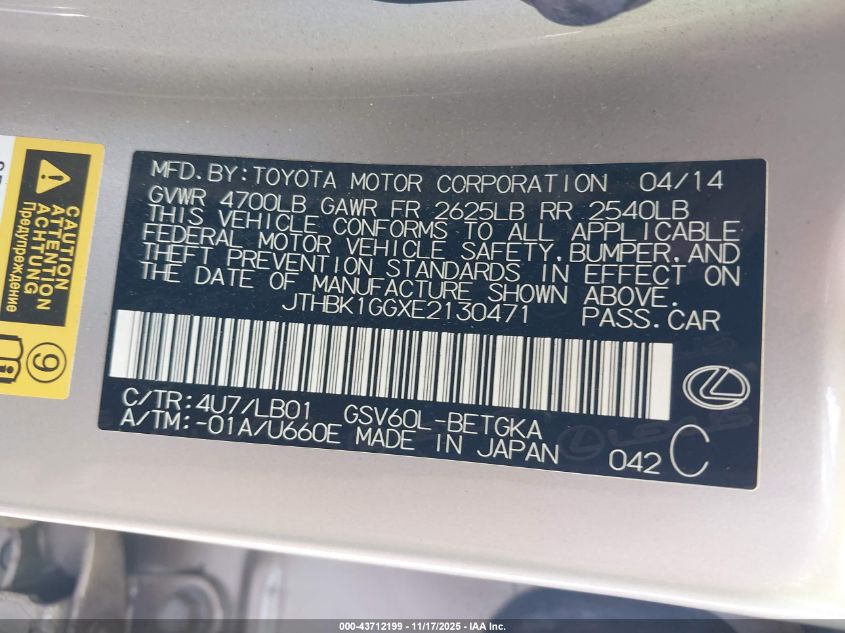 CAUTION
ATTENTION
ACHTUNG
Предупреждение
9
MFD.BY:TOYOTA MOTOR CORPORATION 04/14
GVWR 4700LB GAWR FR 2625LB RR 2540LB
THIS VEHICLE CONFORMS TO ALL APPLICABLE
FEDERAL MOTOR VEHICLE SAFETY,BUMPER,AND
THEFT PREVENTION STANDARDS IN EFFECT ON
THE DATE OF MANUFACTURE SHOWN ABOVE.
JTHBK1GGXE2130471 PASS.CAR
C/TR:4U7/LB01 GSV60L-BETGKA
A/TM:-01A/U660E MADE IN JAPAN 042 C
000-43712199 - 11/17/2025 - IAA Inc.